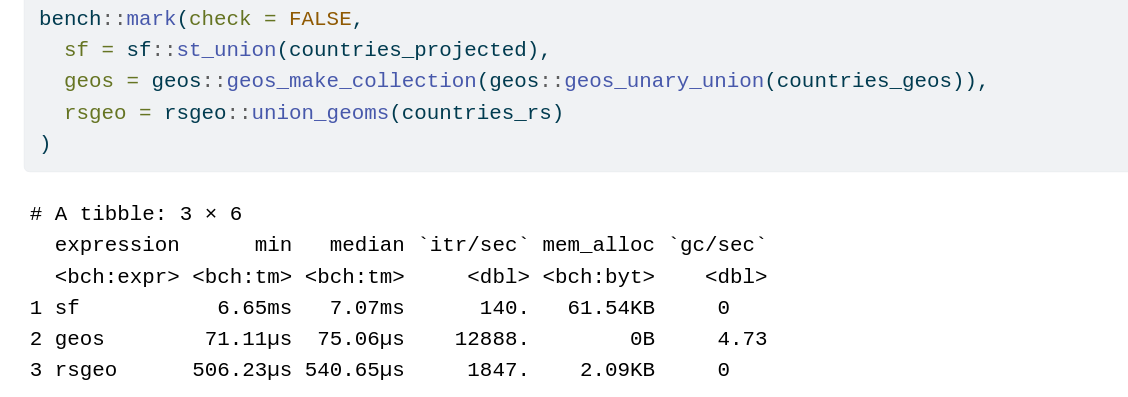 bench::mark(check = FALSE,
  sf = sf::st_union(countries_projected),
  geos = geos::geos_make_collection(geos::geos_unary_union(countries_geos)),
  rsgeo = rsgeo::union_geoms(countries_rs)
)
# A tibble: 3 × 6
  expression      min   median `itr/sec` mem_alloc `gc/sec`
  <bch:expr> <bch:tm> <bch:tm>     <dbl> <bch:byt>    <dbl>
1 sf           6.65ms   7.07ms      140.   61.54KB     0
2 geos        71.11µs  75.06µs    12888.        0B     4.73
3 rsgeo      506.23µs 540.65µs     1847.    2.09KB     0